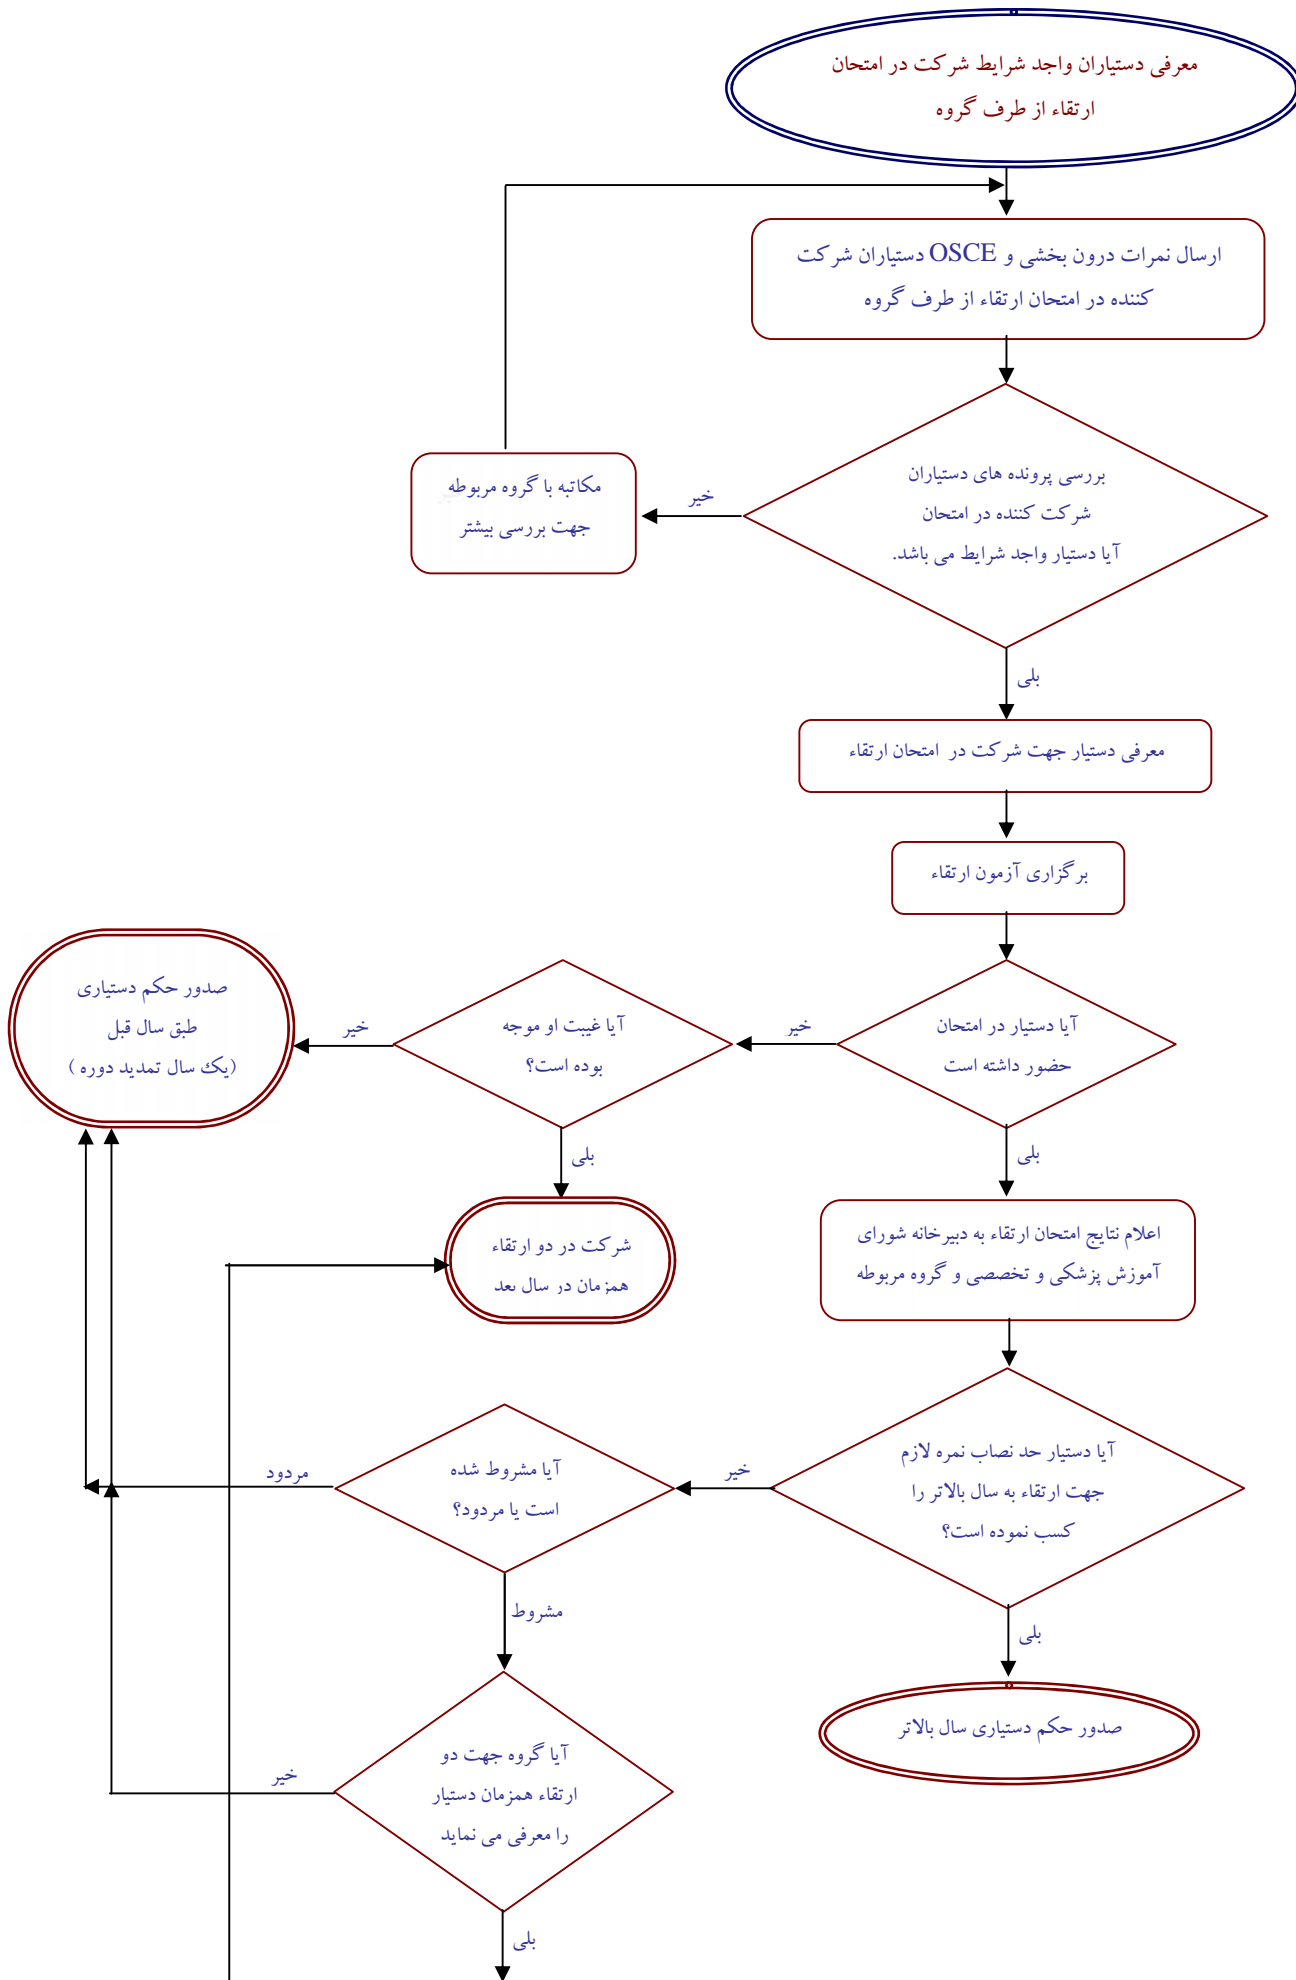 معرفی دستیاران واجد شرایط شرکت در امتحان
ارتقاء از طرف گروه
ارسال نمرات درون بخشی و OSCE دستیاران شرکت
کننده در امتحان ارتقاء از طرف گروه
بررسی پرونده های دستیاران
شرکت کننده در امتحان
آیا دستیار واجد شرایط می باشد.
خیر
مکاتبه با گروه مربوطه
جهت بررسی بیشتر
بلی
معرفی دستیار جهت شرکت در امتحان ارتقاء
برگزاری آزمون ارتقاء
آیا دستیار در امتحان
حضور داشته است
خیر
آیا غیبت او موجه
بوده است؟
خیر
صدور حکم دستیاری
طبق سال قبل
(یک سال تمدید دوره )
بلی
بلی
شرکت در دو ارتقاء
همزمان در سال بعد
اعلام نتایج امتحان ارتقاء به دبیرخانه شورای
آموزش پزشکی و تخصصی و گروه مربوطه
آیا دستیار حد نصاب نمره لازم
جهت ارتقاء به سال بالاتر را
کسب نموده است؟
خیر
آیا مشروط شده
است یا مردود؟
مردود
مشروط
بلی
صدور حکم دستیاری سال بالاتر
آیا گروه جهت دو
ارتقاء همزمان دستیار
را معرفی می نماید
خیر
بلی